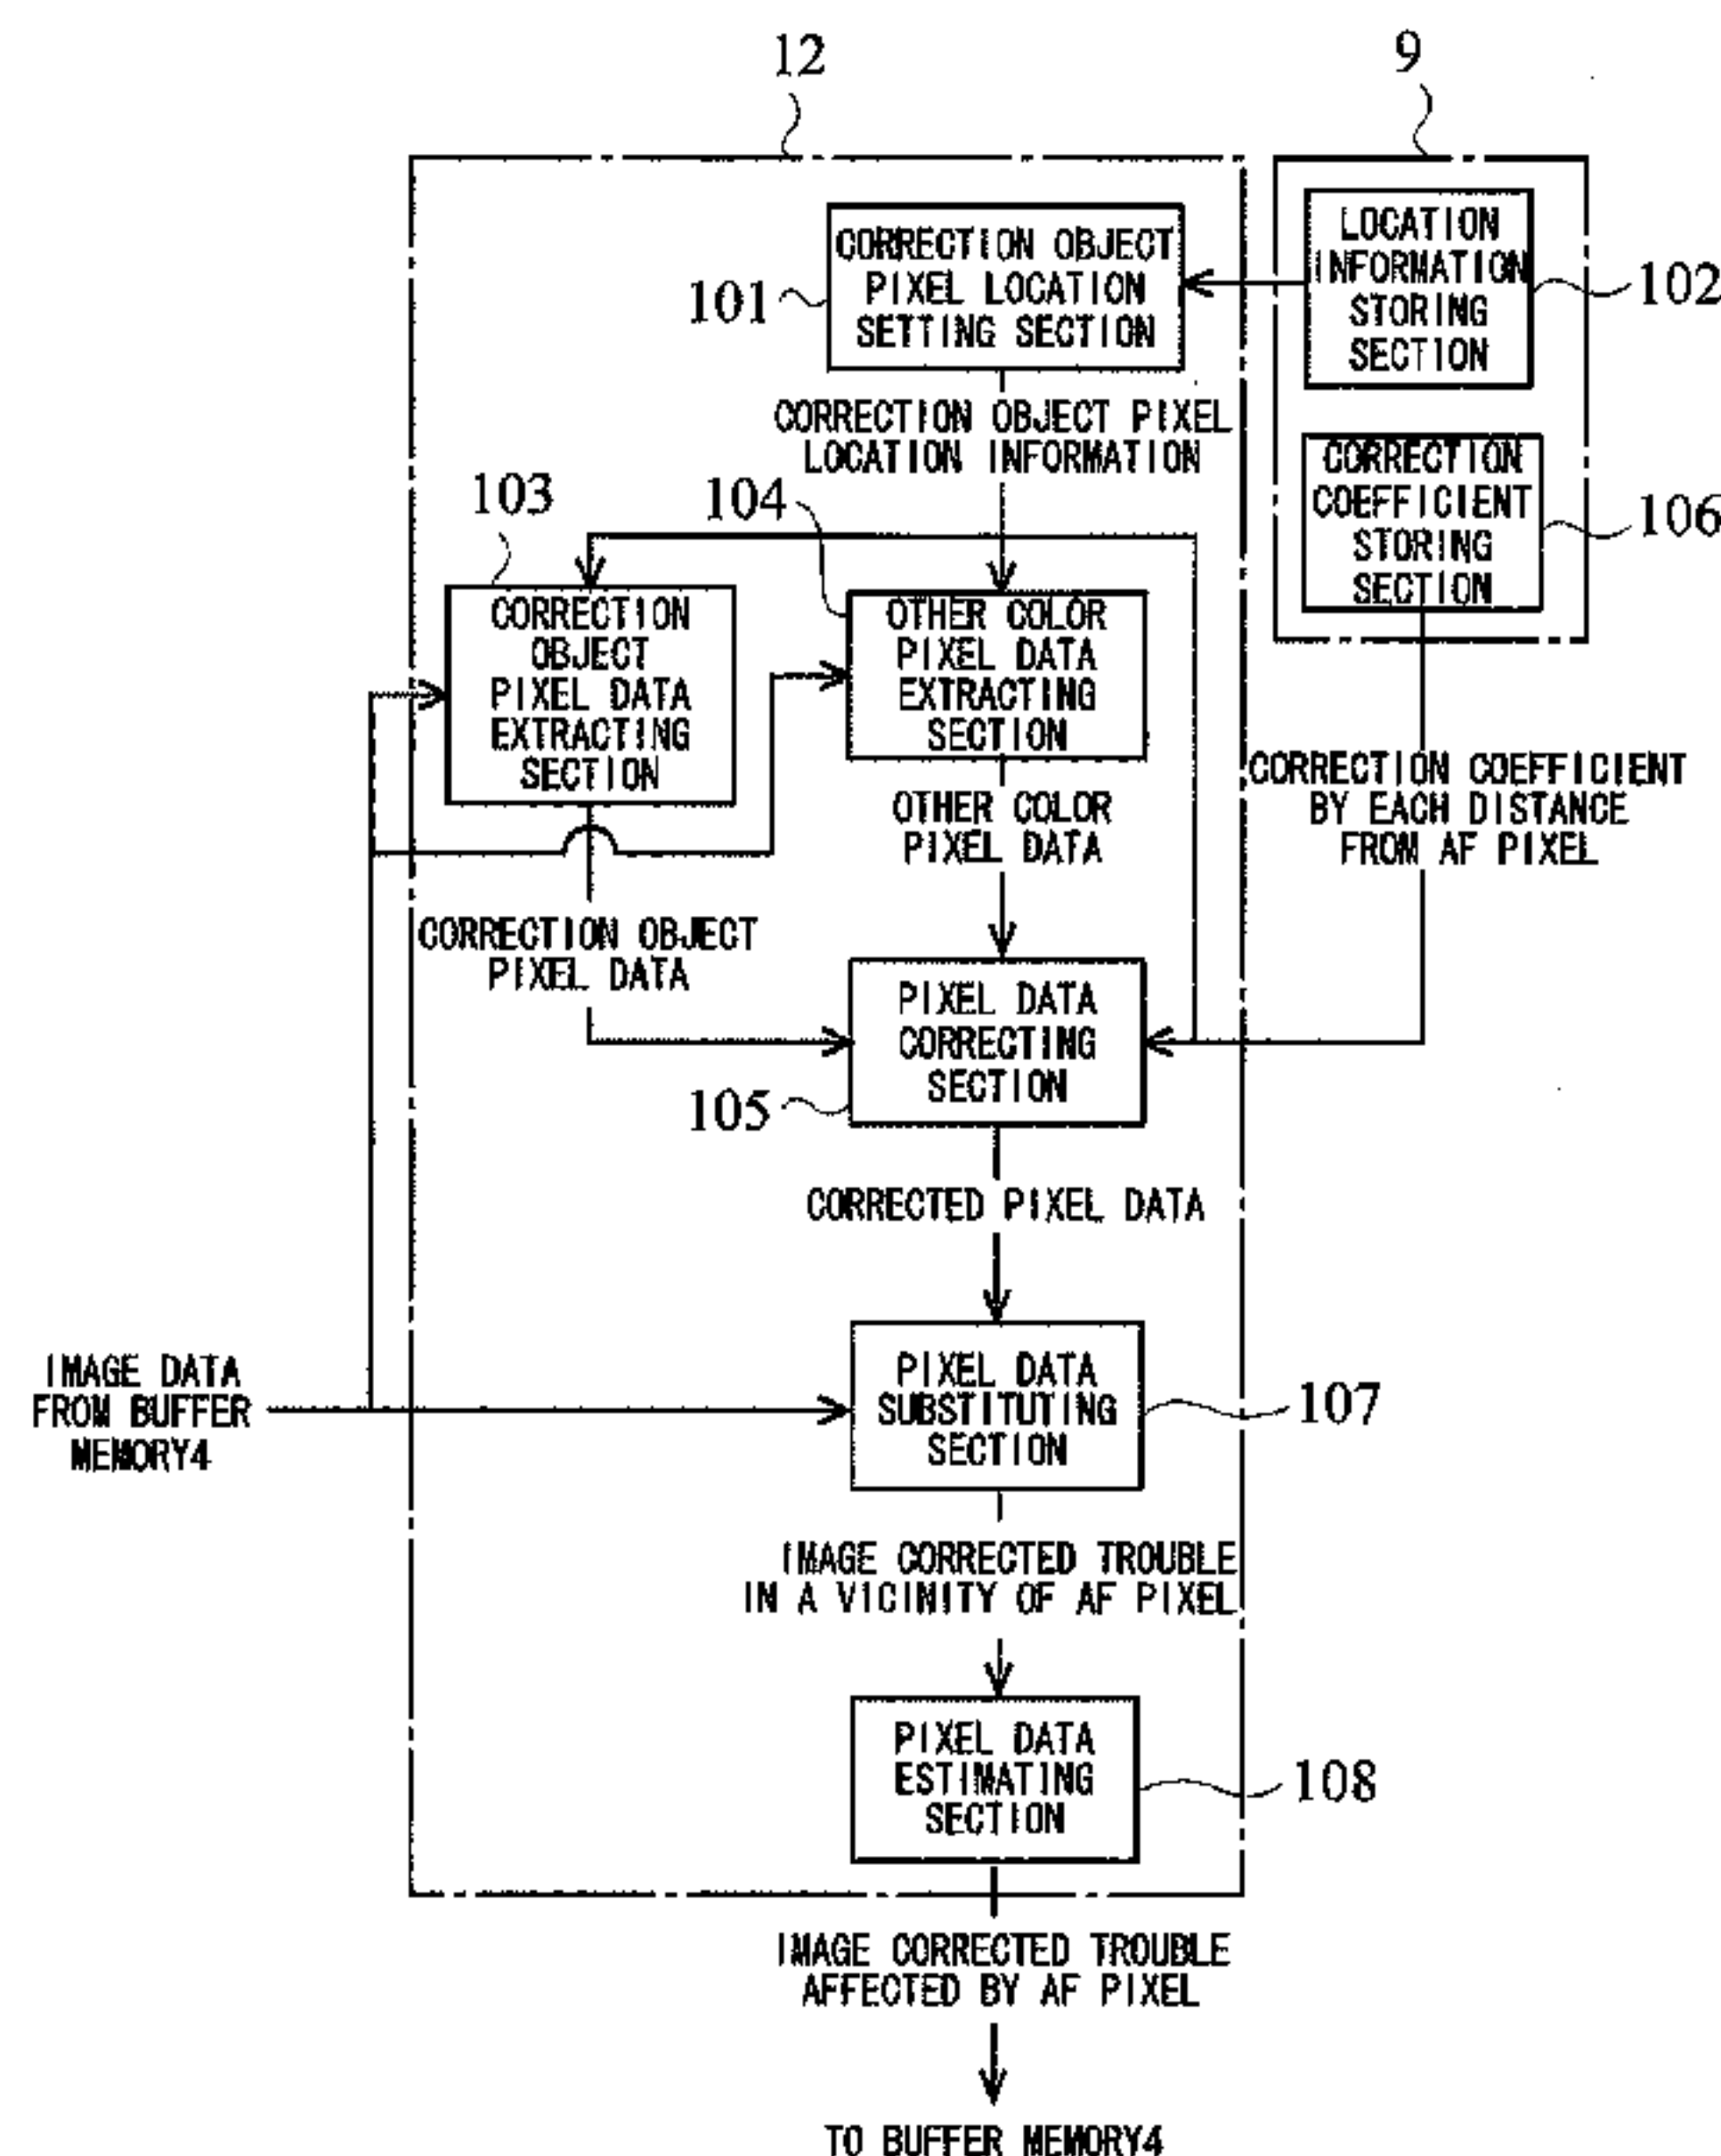 12
9
CORRECTION OBJECT
PIXEL LOCATION
SETTING SECTION
101
LOCATION
INFORMATION
STORING
SECTION
102
CORRECTION OBJECT PIXEL
LOCATION INFORMATION
CORRECTION
COEFFICIENT
STORING
SECTION
106
103
104
CORRECTION
OBJECT
PIXEL DATA
EXTRACTING
SECTION
OTHER COLOR
PIXEL DATA
EXTRACTING
SECTION
OTHER COLOR
PIXEL DATA
CORRECTION COEFFICIENT
BY EACH DISTANCE
FROM AF PIXEL
CORRECTION OBJECT
PIXEL DATA
PIXEL DATA
CORRECTING
SECTION
105
CORRECTED PIXEL DATA
IMAGE DATA
FROM BUFFER
MEMORY4
PIXEL DATA
SUBSTITUTING
SECTION
107
IMAGE CORRECTED TROUBLE
IN A VICINITY OF AF PIXEL
PIXEL DATA
ESTIMATING
SECTION
108
IMAGE CORRECTED TROUBLE
AFFECTED BY AF PIXEL
TO BUFFER MEMORY4